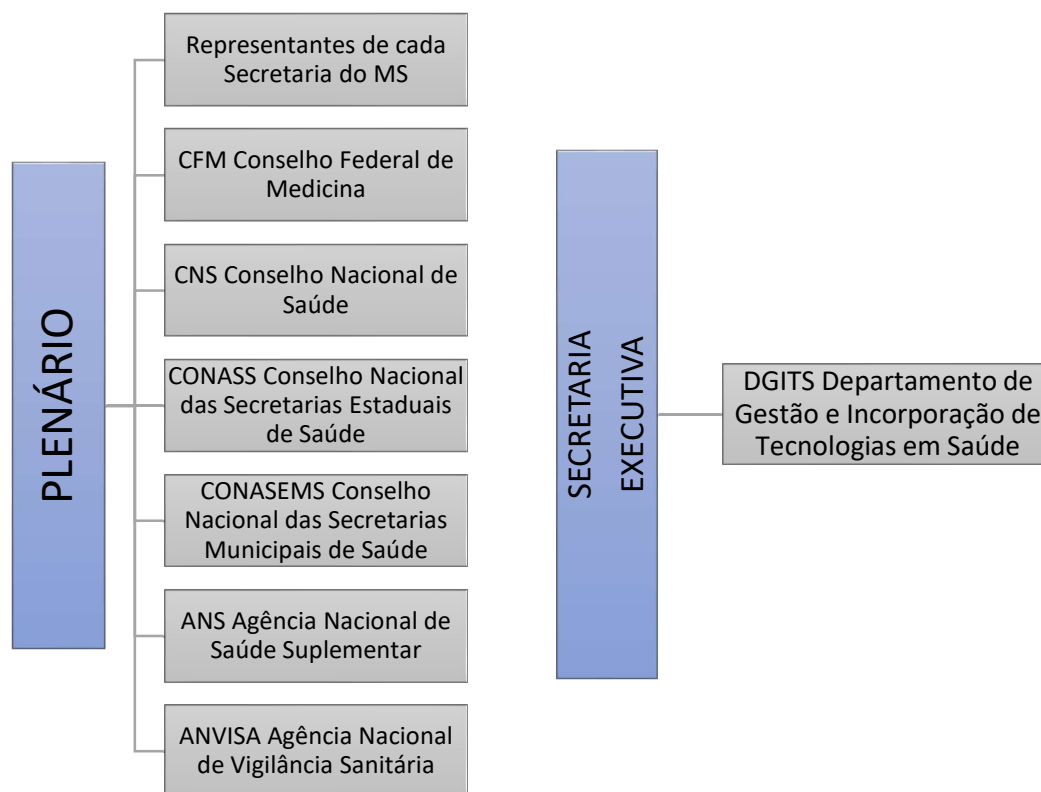 PLENÁRIO
Representantes de cada
Secretaria do MS
CFM Conselho Federal de
Medicina
CNS Conselho Nacional de
Saúde
CONASS Conselho Nacional
das Secretarias Estaduais
de Saúde
CONASEMS Conselho
Nacional das Secretarias
Municipais de Saúde
ANS Agência Nacional de
Saúde Suplementar
ANVISA Agência Nacional
de Vigilância Sanitária
SECRETARIA
EXECUTIVA
DGITS Departamento de
Gestão e Incorporação de
Tecnologias em Saúde